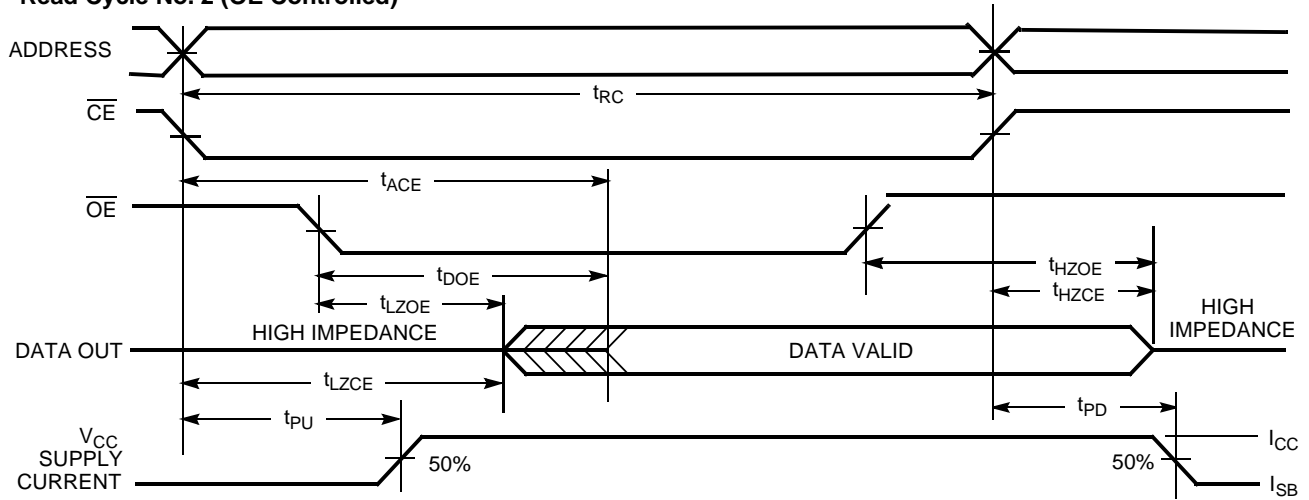 Read Cycle No. 2 (OE Controlled)
ADDRESS
tRC
CE
tACE
OE
tDOE
tHZOE
tLZOE
tHZCE
HIGH IMPEDANCE
HIGH
IMPEDANCE
DATA OUT
DATA VALID
tLZCE
tPU
tPD
VCC
SUPPLY
CURRENT
50%
50%
ICC
ISB